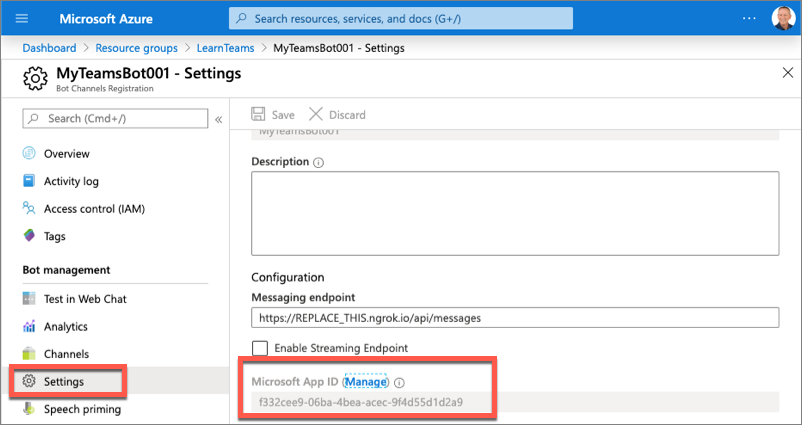 Microsoft Azure
Search resources, services, and docs (G+/)
...
Dashboard > Resource groups > LearnTeams > MyTeamsBot001 - Settings
MyTeamsBot001 - Settings
Bot Channels Registration
Search (Cmd+/)
«
Overview
Activity log
Access control (IAM)
Tags
Bot management
Test in Web Chat
Analytics
Channels
Settings
Speech priming
Save
Discard
MyTeamsBot001
Description
Configuration
Messaging endpoint
https://REPLACE_THIS.ngrok.io/api/messages
Enable Streaming Endpoint
Microsoft App ID (Manage)
f332cee9-06ba-4bea-acec-9f4d55d1d2a9